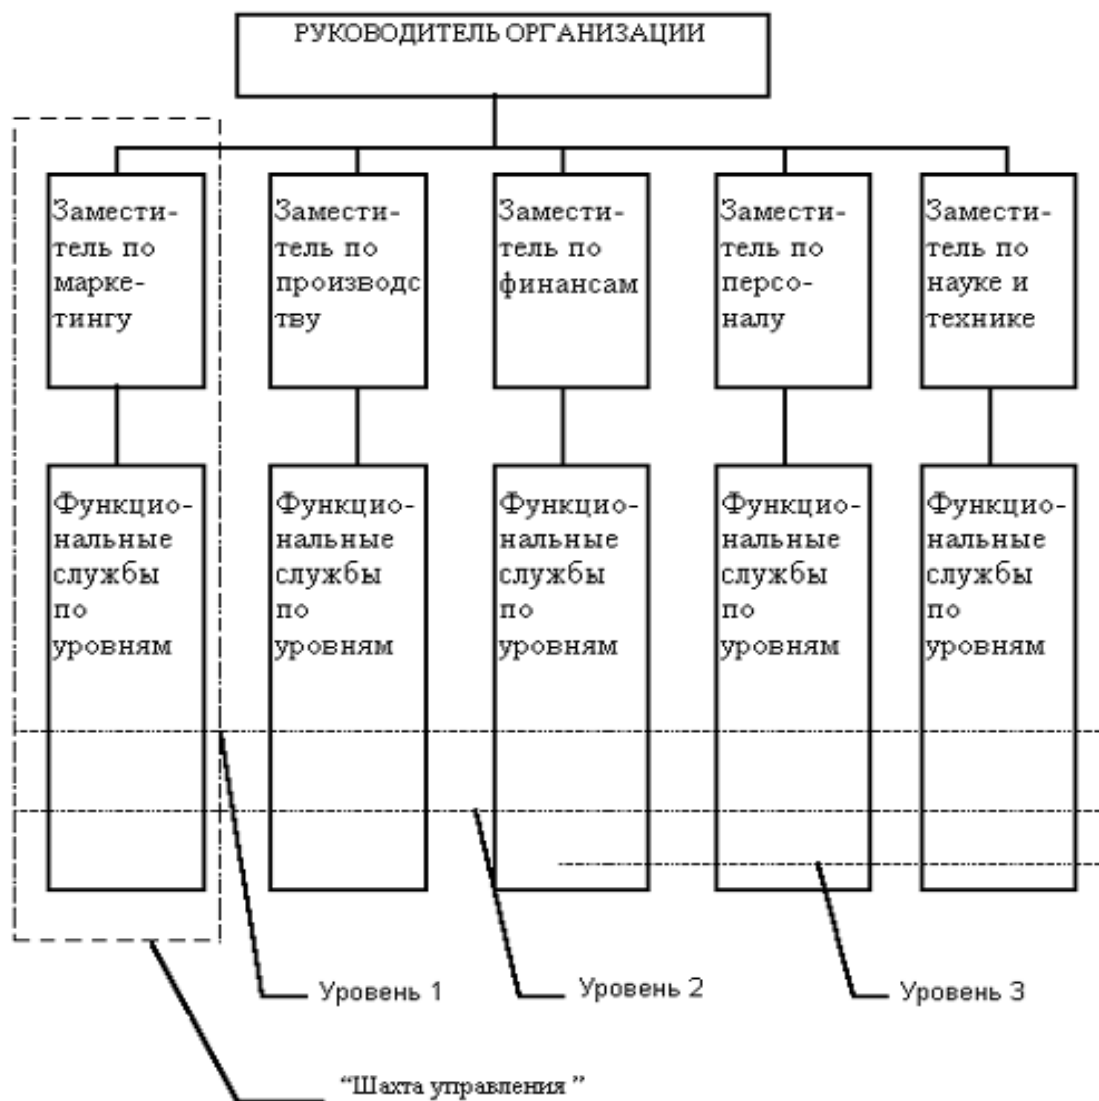 РУКОВОДИТЕЛЬ ОРГАНИЗАЦИИ
Замести-
тель по
марке-
тингу
Замести-
тель по
производс
тву
Замести-
тель по
финансам
Замести-
тель по
персо-
налу
Замести-
тель по
науке и
технике
Функцио-
нальные
службы
по
уровням
Функцио-
нальные
службы
по
уровням
Функцио-
нальные
службы
по
уровням
Функцио-
нальные
службы
по
уровням
Функцио-
нальные
службы
по
уровням
Уровень 1
Уровень 2
Уровень 3
“Шахта управления ”